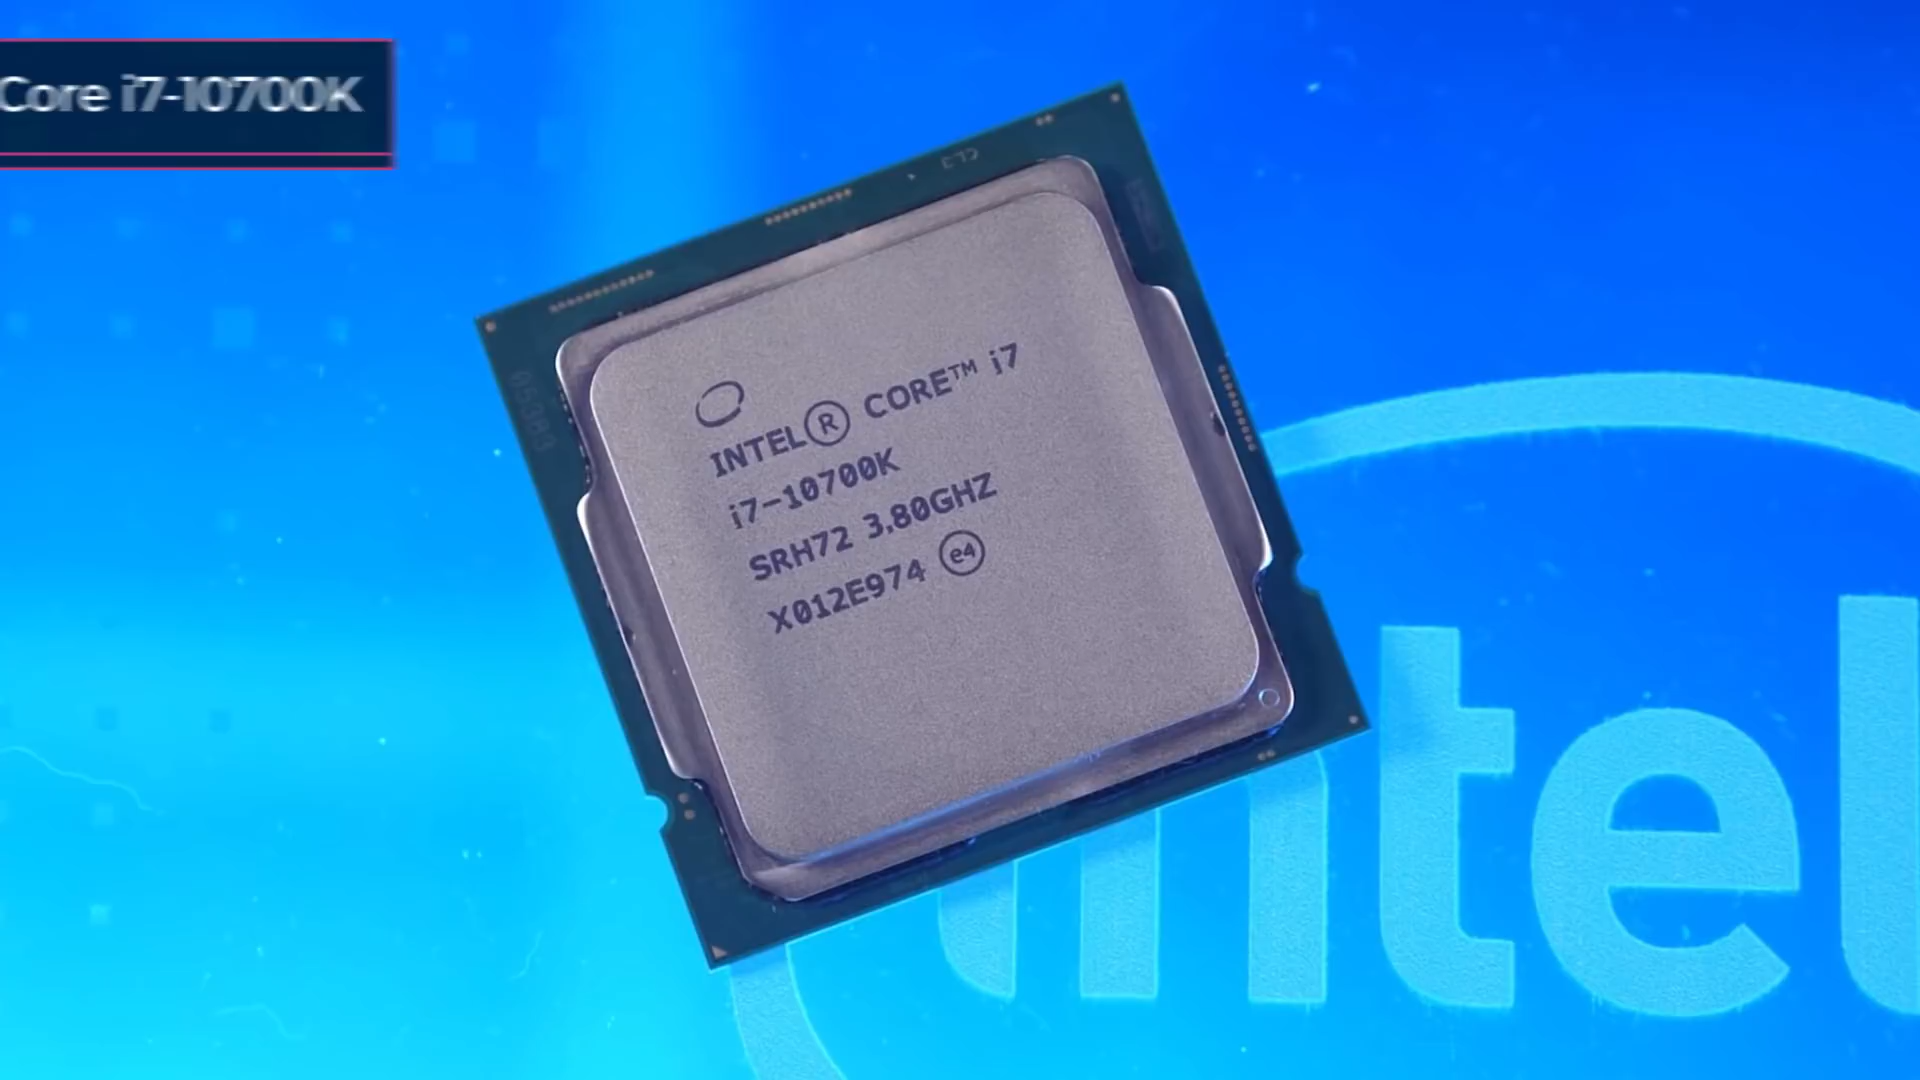 Core i7-10700K
INTEL® CORE™ i7
i7-10700K
SRH72 3.80GHZ
X012E974 e4
intel